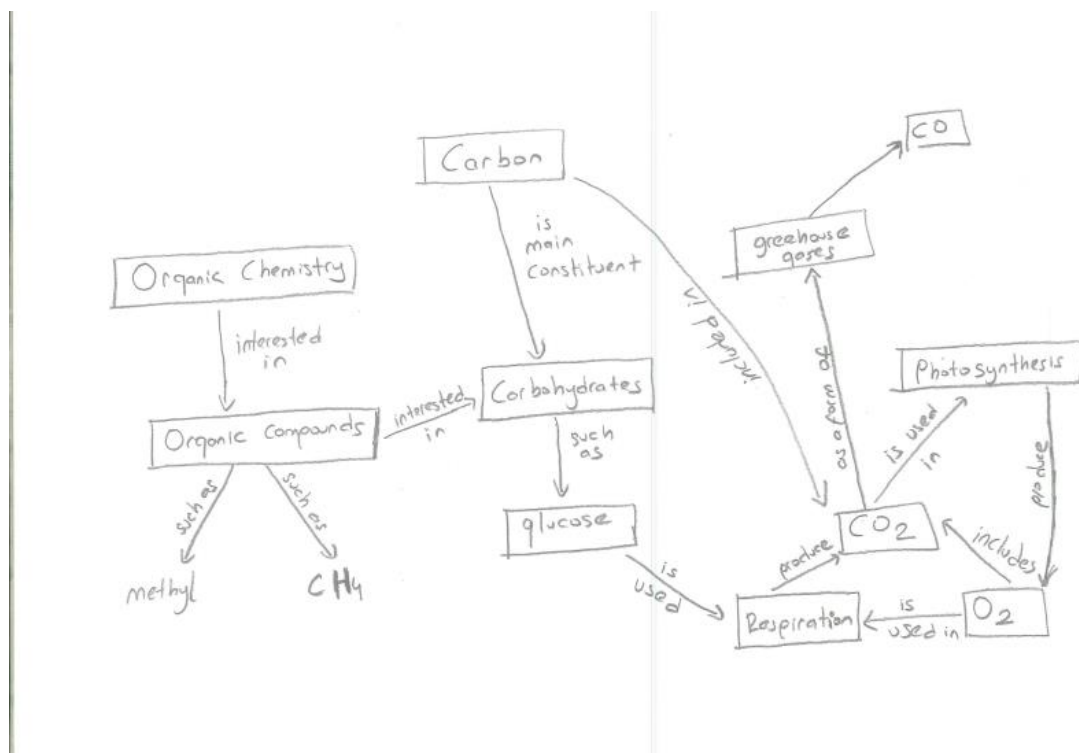 CO
Carbon
greehouse
gases
is
main
constituent
Organic Chemistry
included in
interested
in
as a form of
Photosynthesis
Carbohydrates
interested
in
Organic Compounds
is used
in
produce
such
as
such as
such as
glucose
CO2
includes
produce
methyl
CH4
is
used
Respiration
is
used in
O2